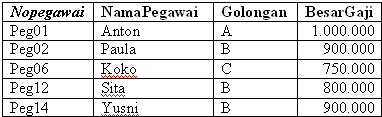 Nopegawai NamaPegawai Golongan BesarGaji
Peg01 Anton A 1.000.000
Peg02 Paula B 900.000
Peg06 Koko C 750.000
Peg12 Sita B 800.000
Peg14 Yusni B 900.000